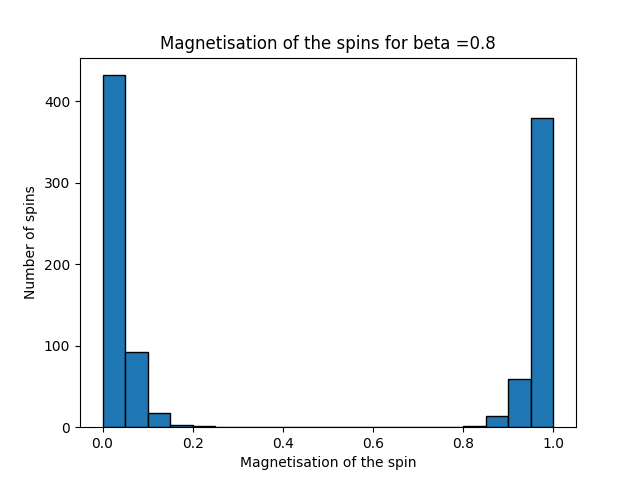 Magnetisation of the spins for beta =0.8
Number of spins
400
300
200
100
0
0.0 0.2 0.4 0.6 0.8 1.0
Magnetisation of the spin